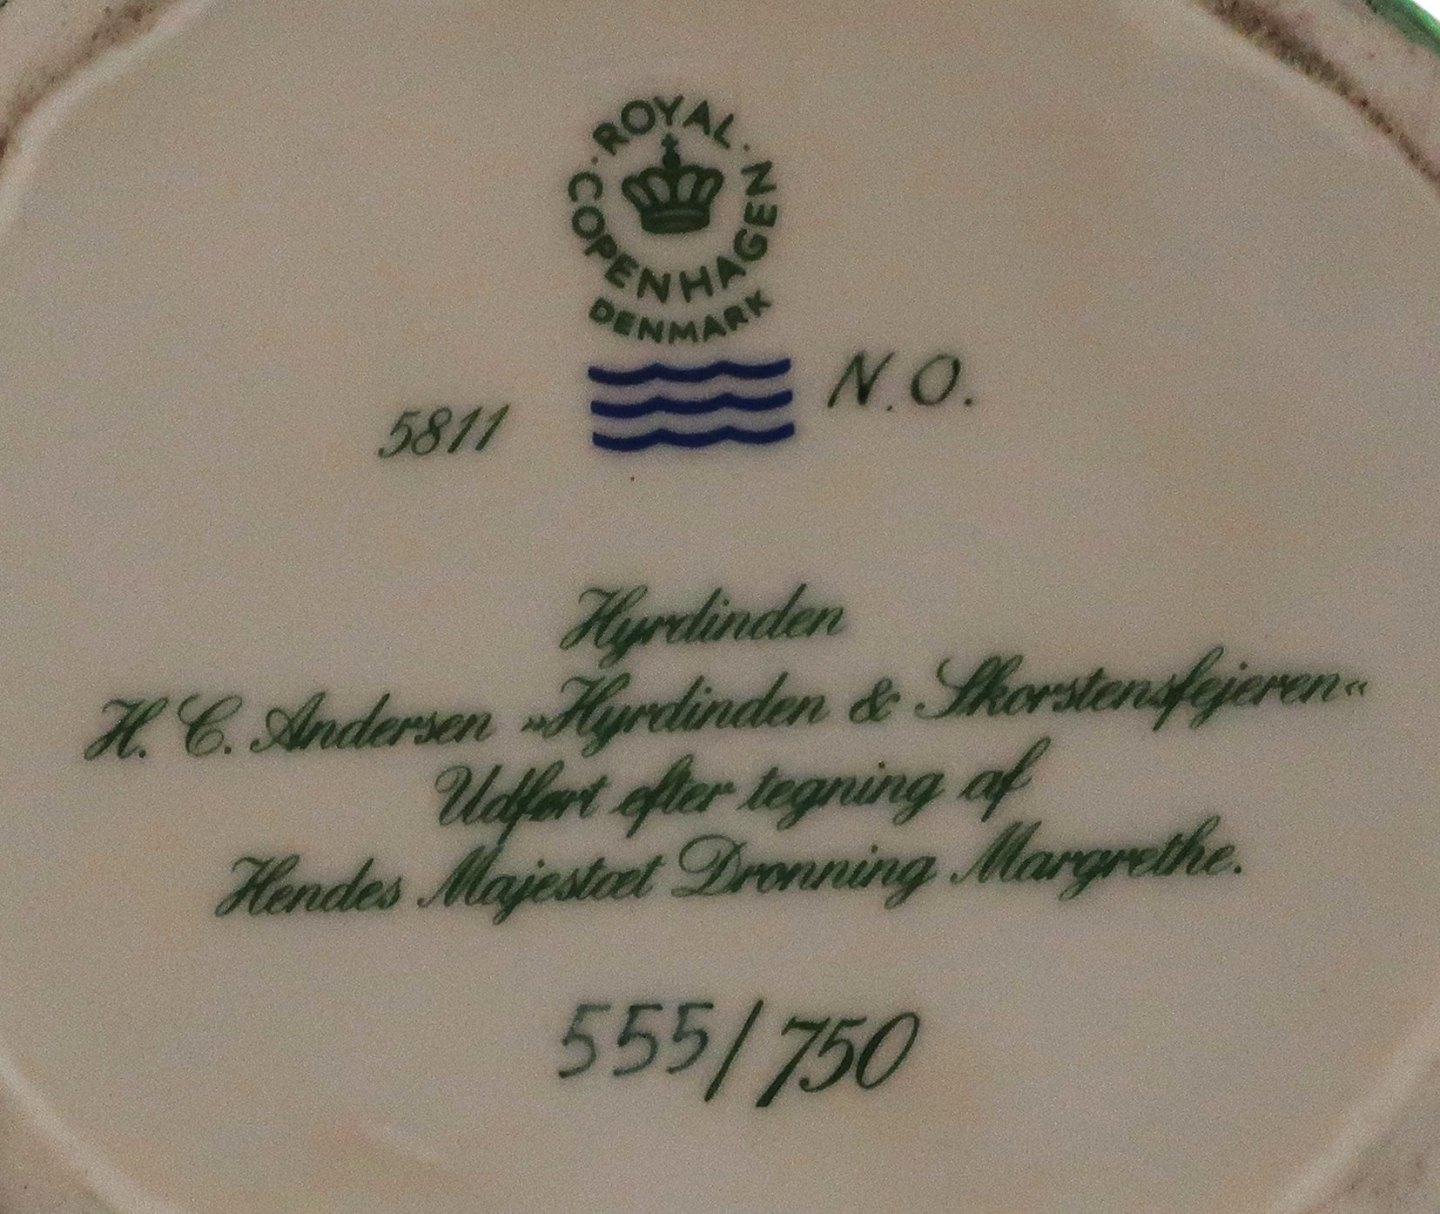 ROYAL
COPENHAGEN
DENMARK
5811
N.O.
Hyrdinden
H. C. Andersen »Hyrdinden & Skorstensfejeren«
Udført efter tegning af
Hendes Majestæt Dronning Margrethe.
555/750